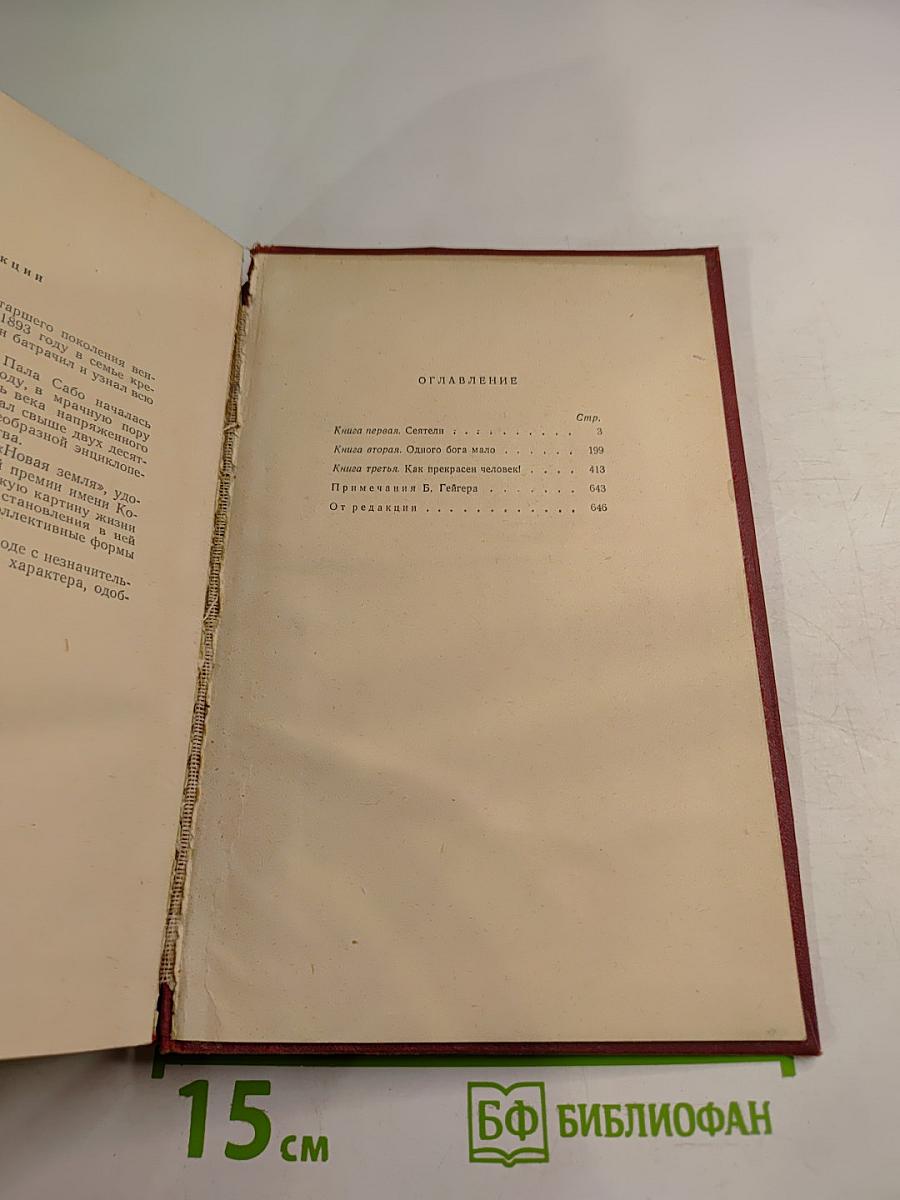 кции
таршего поколения вен-
1893 году в семье кре-
н батрачил и узнал всю
Пала Сабо началась
оду, в мрачную пору
ь века напряженного
ал свыше двух десят-
еобразной энциклопе-
тва.
«Новая земля», удо-
й премии имени Ко-
кую картину жизни
становления в ней
оллективные формы
оде с незначитель-
характера, одоб-
ОГЛАВЛЕНИЕ
Стр.
Книга первая. Сеятели . . . . . . . . . . 3
Книга вторая. Одного бога мало . . . . . . 199
Книга третья. Как прекрасен человек! . . . . 413
Примечания Б. Гейгера . . . . . . . 643
От редакции . . . . . . . . . . . . 646
15 см
БФ БИБЛИОФАН